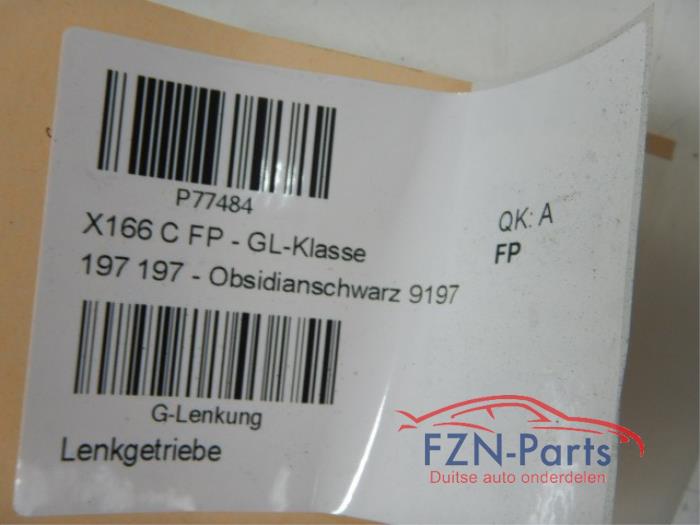 P77484
X166 C FP - GL-Klasse
197 197 - Obsidianschwarz 9197
QK: A
FP
G-Lenkung
Lenkgetriebe
FZN-Parts
Duitse auto onderdelen